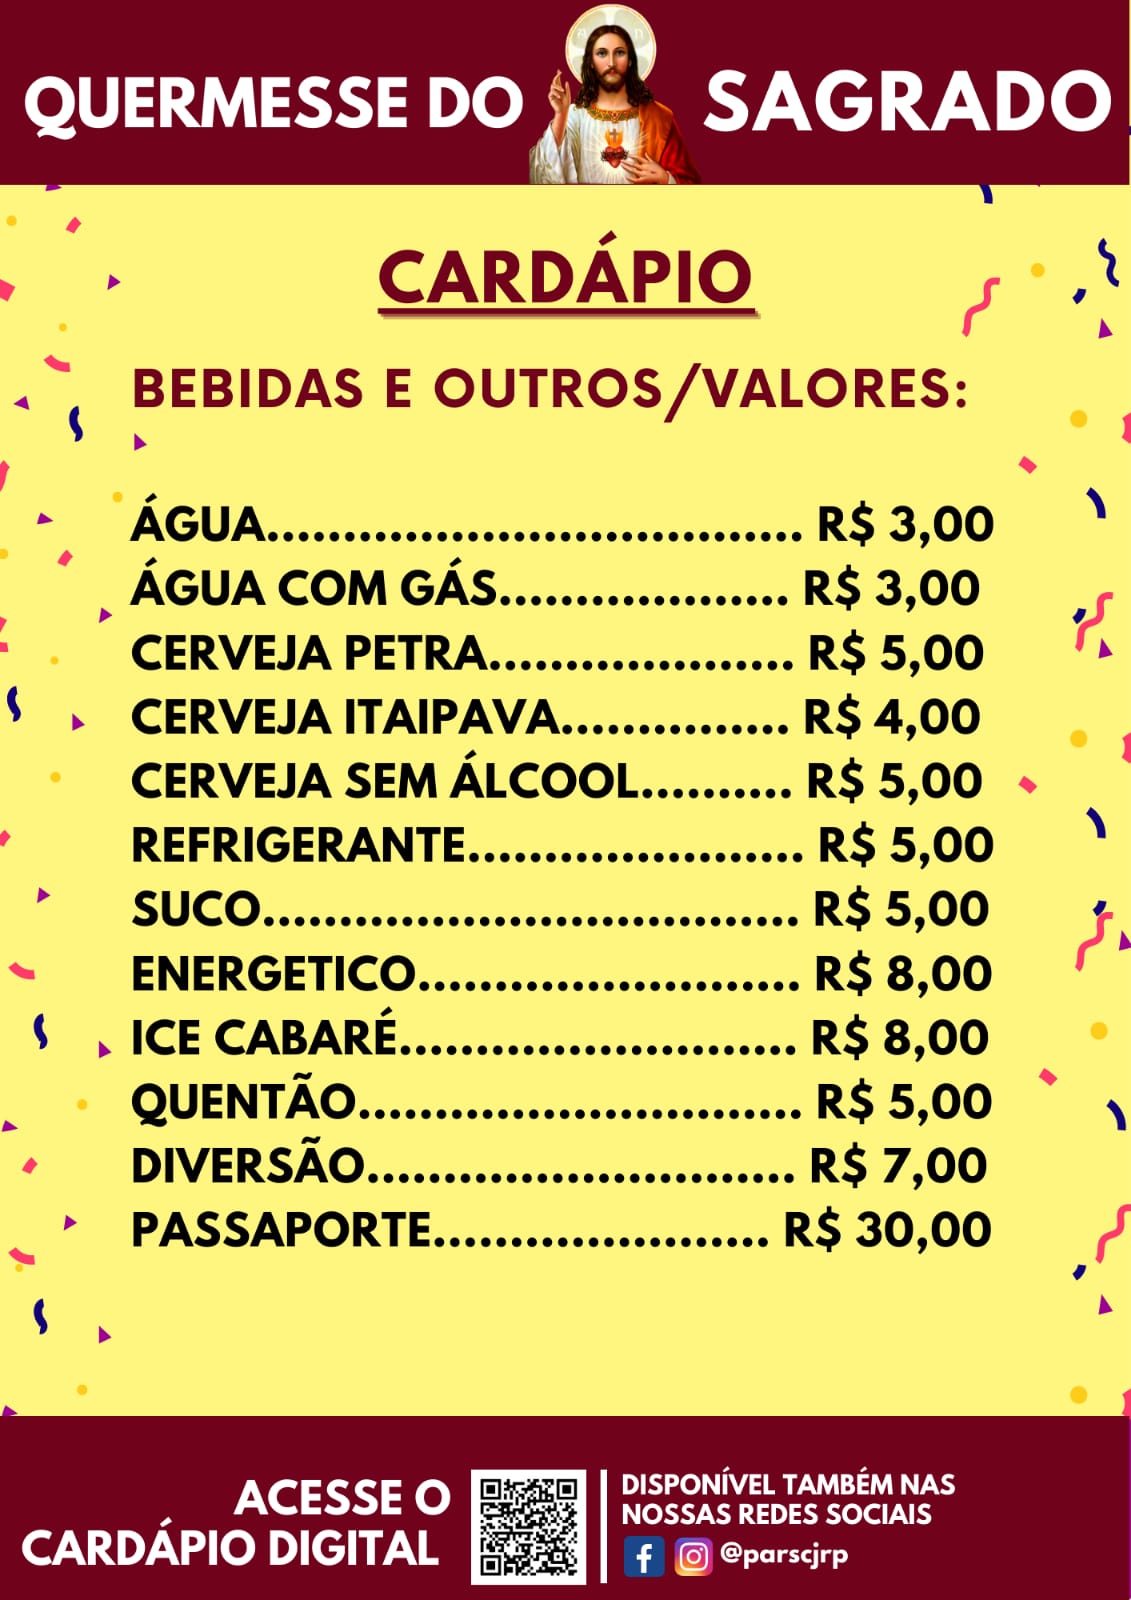 QUERMESSE DO SAGRADO
CARDÁPIO
BEBIDAS E OUTROS/VALORES:
ÁGUA................................... R$ 3,00
ÁGUA COM GÁS................... R$ 3,00
CERVEJA PETRA.................... R$ 5,00
CERVEJA ITAIPAVA............... R$ 4,00
CERVEJA SEM ÁLCOOL.......... R$ 5,00
REFRIGERANTE...................... R$ 5,00
SUCO................................... R$ 5,00
ENERGETICO......................... R$ 8,00
ICE CABARÉ.......................... R$ 8,00
QUENTÃO............................. R$ 5,00
DIVERSÃO............................ R$ 7,00
PASSAPORTE...................... R$ 30,00
ACESSE O
CARDÁPIO DIGITAL
DISPONÍVEL TAMBÉM NAS
NOSSAS REDES SOCIAIS
@parscjrp